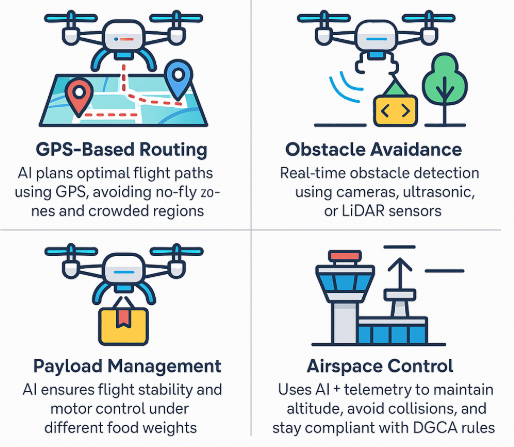 GPS-Based Routing
AI plans optimal flight paths
using GPS, avoiding no-fly zo-
nes and crowded regions
Obstacle Avaidance
Real-time obstacle detection
using cameras, ultrasonic,
or LiDAR sensors
Payload Management
AI ensures flight stability and
motor control under
different food weights
Airspace Control
Uses AI + telemetry to maintain
altitude, avoid collisions, and
stay compliant with DGCA rules